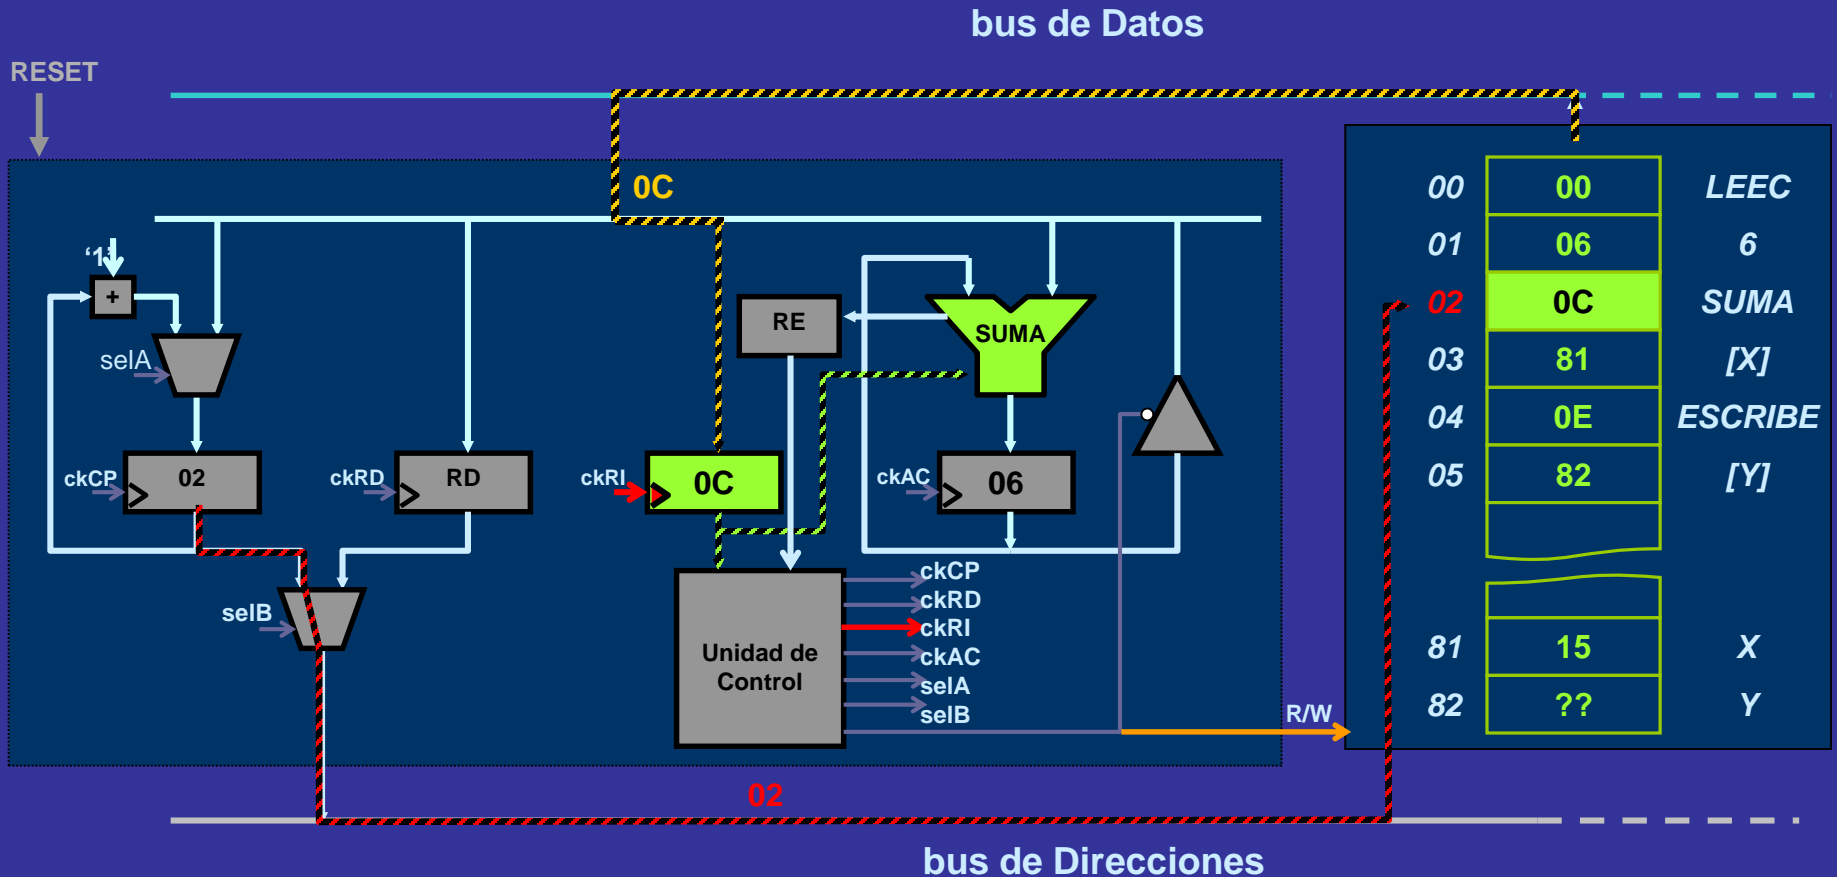 bus de Datos
RESET
0C
00 00 LEEC
01 06 6
02 0C SUMA
03 81 [X]
04 0E ESCRIBE
05 82 [Y]
81 15 X
82 ?? Y
‘1’
+
selA
RE
SUMA
ckCP
02
ckRD
RD
ckRI
0C
ckAC
06
selB
Unidad de
Control
ckCP
ckRD
ckRI
ckAC
selA
selB
R/W
02
bus de Direcciones